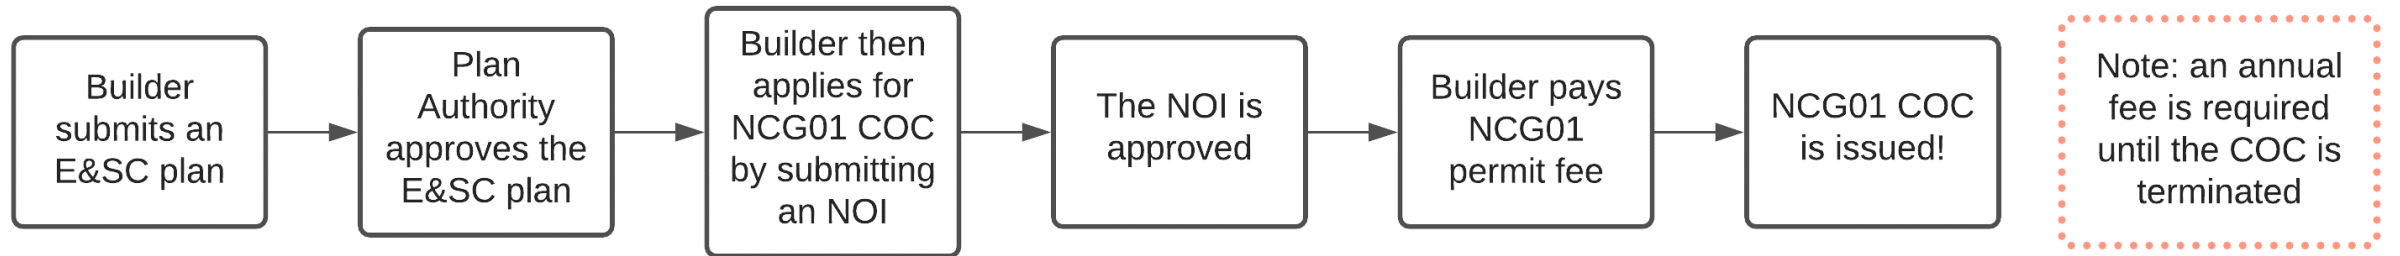 Builder
submits an
E&SC plan
Plan
Authority
approves the
E&SC plan
Builder then
applies for
NCG01 COC
by submitting
an NOI
The NOI is
approved
Builder pays
NCG01
permit fee
NCG01 COC
is issued!
Note: an annual
fee is required
until the COC is
terminated